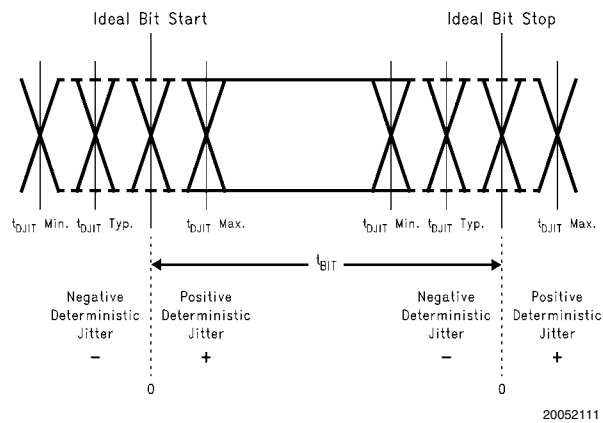 Ideal Bit Start Ideal Bit Stop
tDJIT Min. tDJIT Typ. tDJIT Max. tDJIT Min. tDJIT Typ. tDJIT Max.
tBIT
Negative Positive Negative Positive
Deterministic Deterministic Deterministic Deterministic
Jitter Jitter Jitter Jitter
− + − +
0 0
20052111